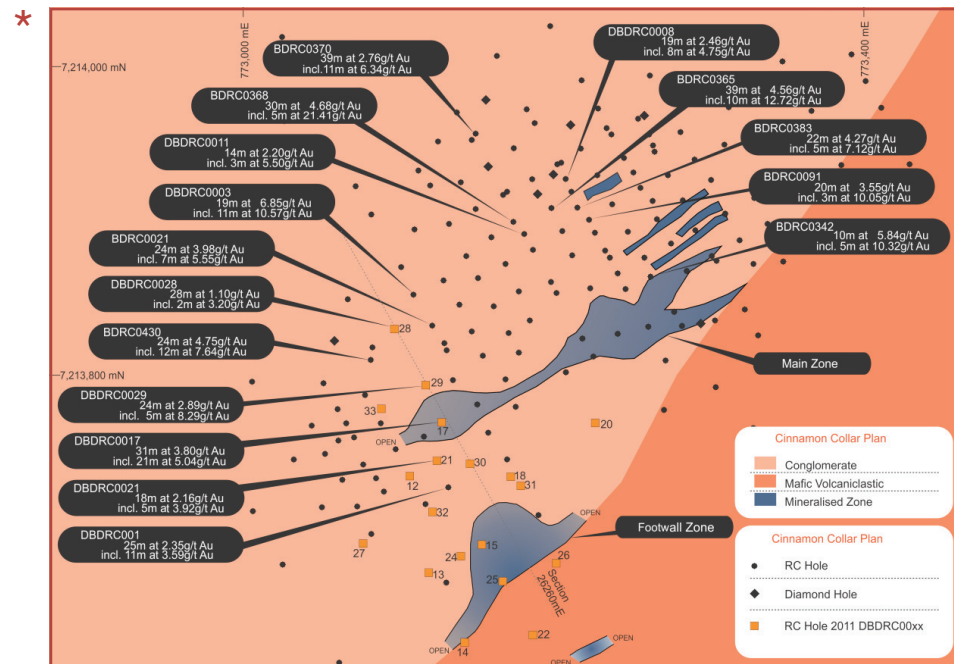 *
773,000 mE
773,400 mE
7,214,000 mN
7,213,800 mN
BDRC0370
39m at 2.76g/t Au
incl.11m at 6.34g/t Au
DBDRC0008
19m at 2.46g/t Au
incl. 8m at 4.75g/t Au
BDRC0368
30m at 4.68g/t Au
incl. 5m at 21.41g/t Au
BDRC0365
39m at 4.56g/t Au
incl.10m at 12.72g/t Au
DBDRC0011
14m at 2.20g/t Au
incl. 3m at 5.50g/t Au
BDRC0383
22m at 4.27g/t Au
incl. 5m at 7.12g/t Au
DBDRC0003
19m at 6.85g/t Au
incl. 11m at 10.57g/t Au
BDRC0091
20m at 3.55g/t Au
incl. 3m at 10.05g/t Au
BDRC0021
24m at 3.98g/t Au
incl. 7m at 5.55g/t Au
BDRC0342
10m at 5.84g/t Au
incl. 5m at 10.32g/t Au
DBDRC0028
28m at 1.10g/t Au
incl. 2m at 3.20g/t Au
BDRC0430
24m at 4.75g/t Au
incl. 12m at 7.64g/t Au
DBDRC0029
24m at 2.89g/t Au
incl. 5m at 8.29g/t Au
DBDRC0017
31m at 3.80g/t Au
incl. 21m at 5.04g/t Au
DBDRC0021
18m at 2.16g/t Au
incl. 5m at 3.92g/t Au
DBDRC001
25m at 2.35g/t Au
incl. 11m at 3.59g/t Au
28
29
33
17
20
OPEN
21
30
12
18
31
32
OPEN
27
15
24
26
13
25
Section
26260mE
22
14
OPEN
OPEN
OPEN
Main Zone
Footwall Zone
Cinnamon Collar Plan
Conglomerate
Mafic Volcaniclastic
Mineralised Zone
Cinnamon Collar Plan
RC Hole
Diamond Hole
RC Hole 2011 DBDRC00xx